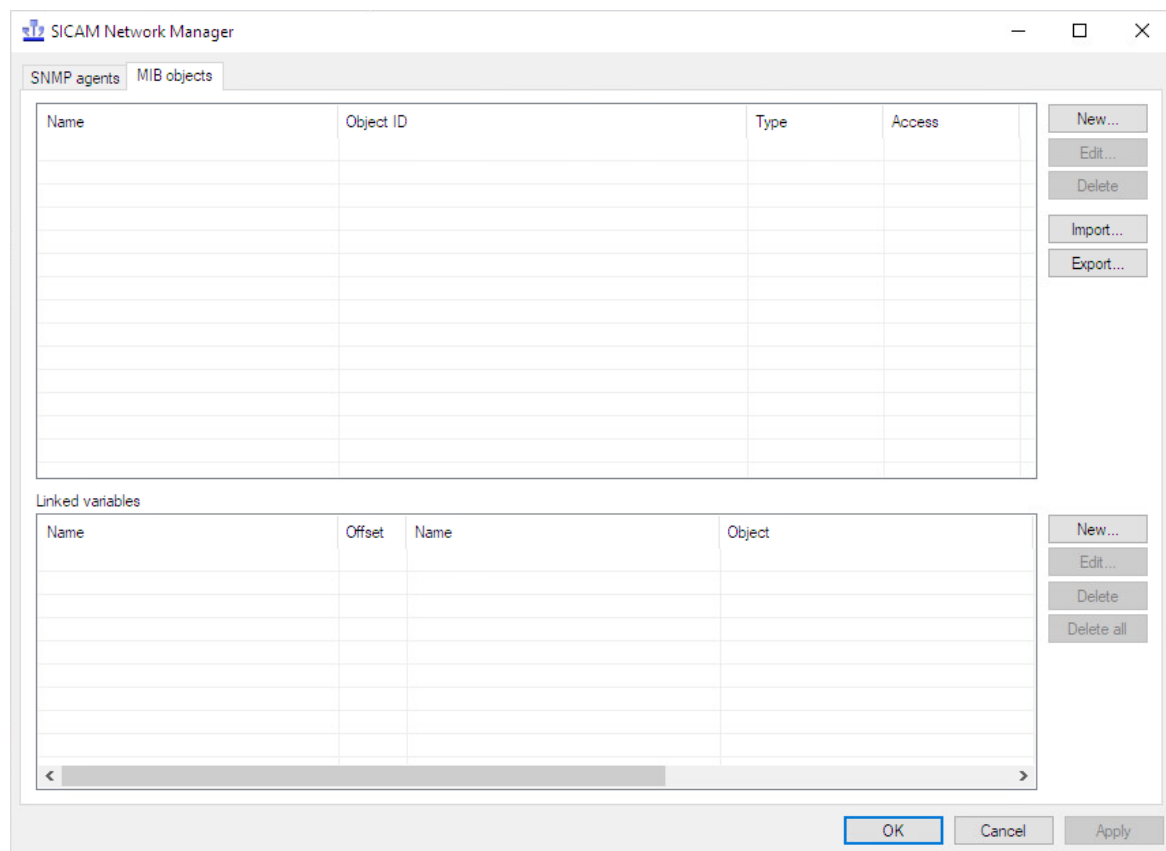 SICAM Network Manager
SNMP agents MIB objects
Name Object ID Type Access
New...
Edit...
Delete
Import...
Export...
Linked variables
Name Offset Name Object
New...
Edit...
Delete
Delete all
OK Cancel Apply